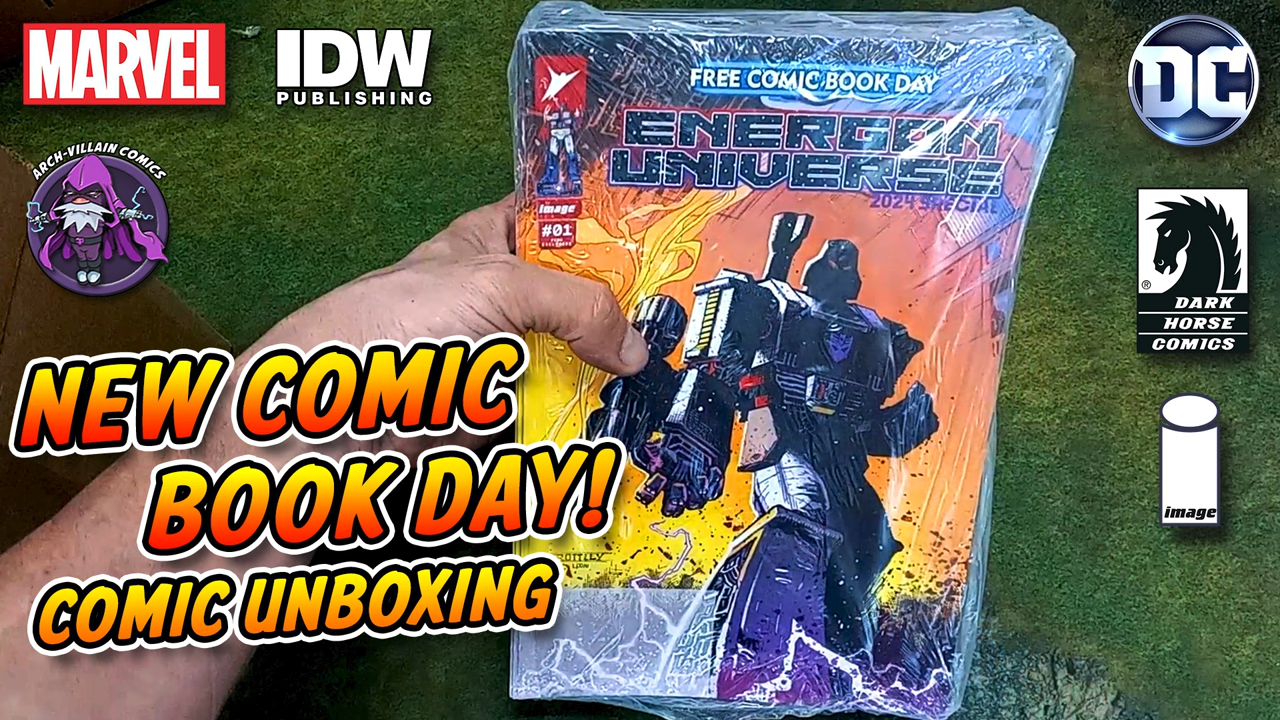 MARVEL
IDW
PUBLISHING
ARCH-VILLAIN COMICS
DC
FREE COMIC BOOK DAY
ENERGON
UNIVERSE
2024 SPECIAL
image
#01
DARK
HORSE
COMICS
®
image
NEW COMIC
BOOK DAY!
COMIC UNBOXING